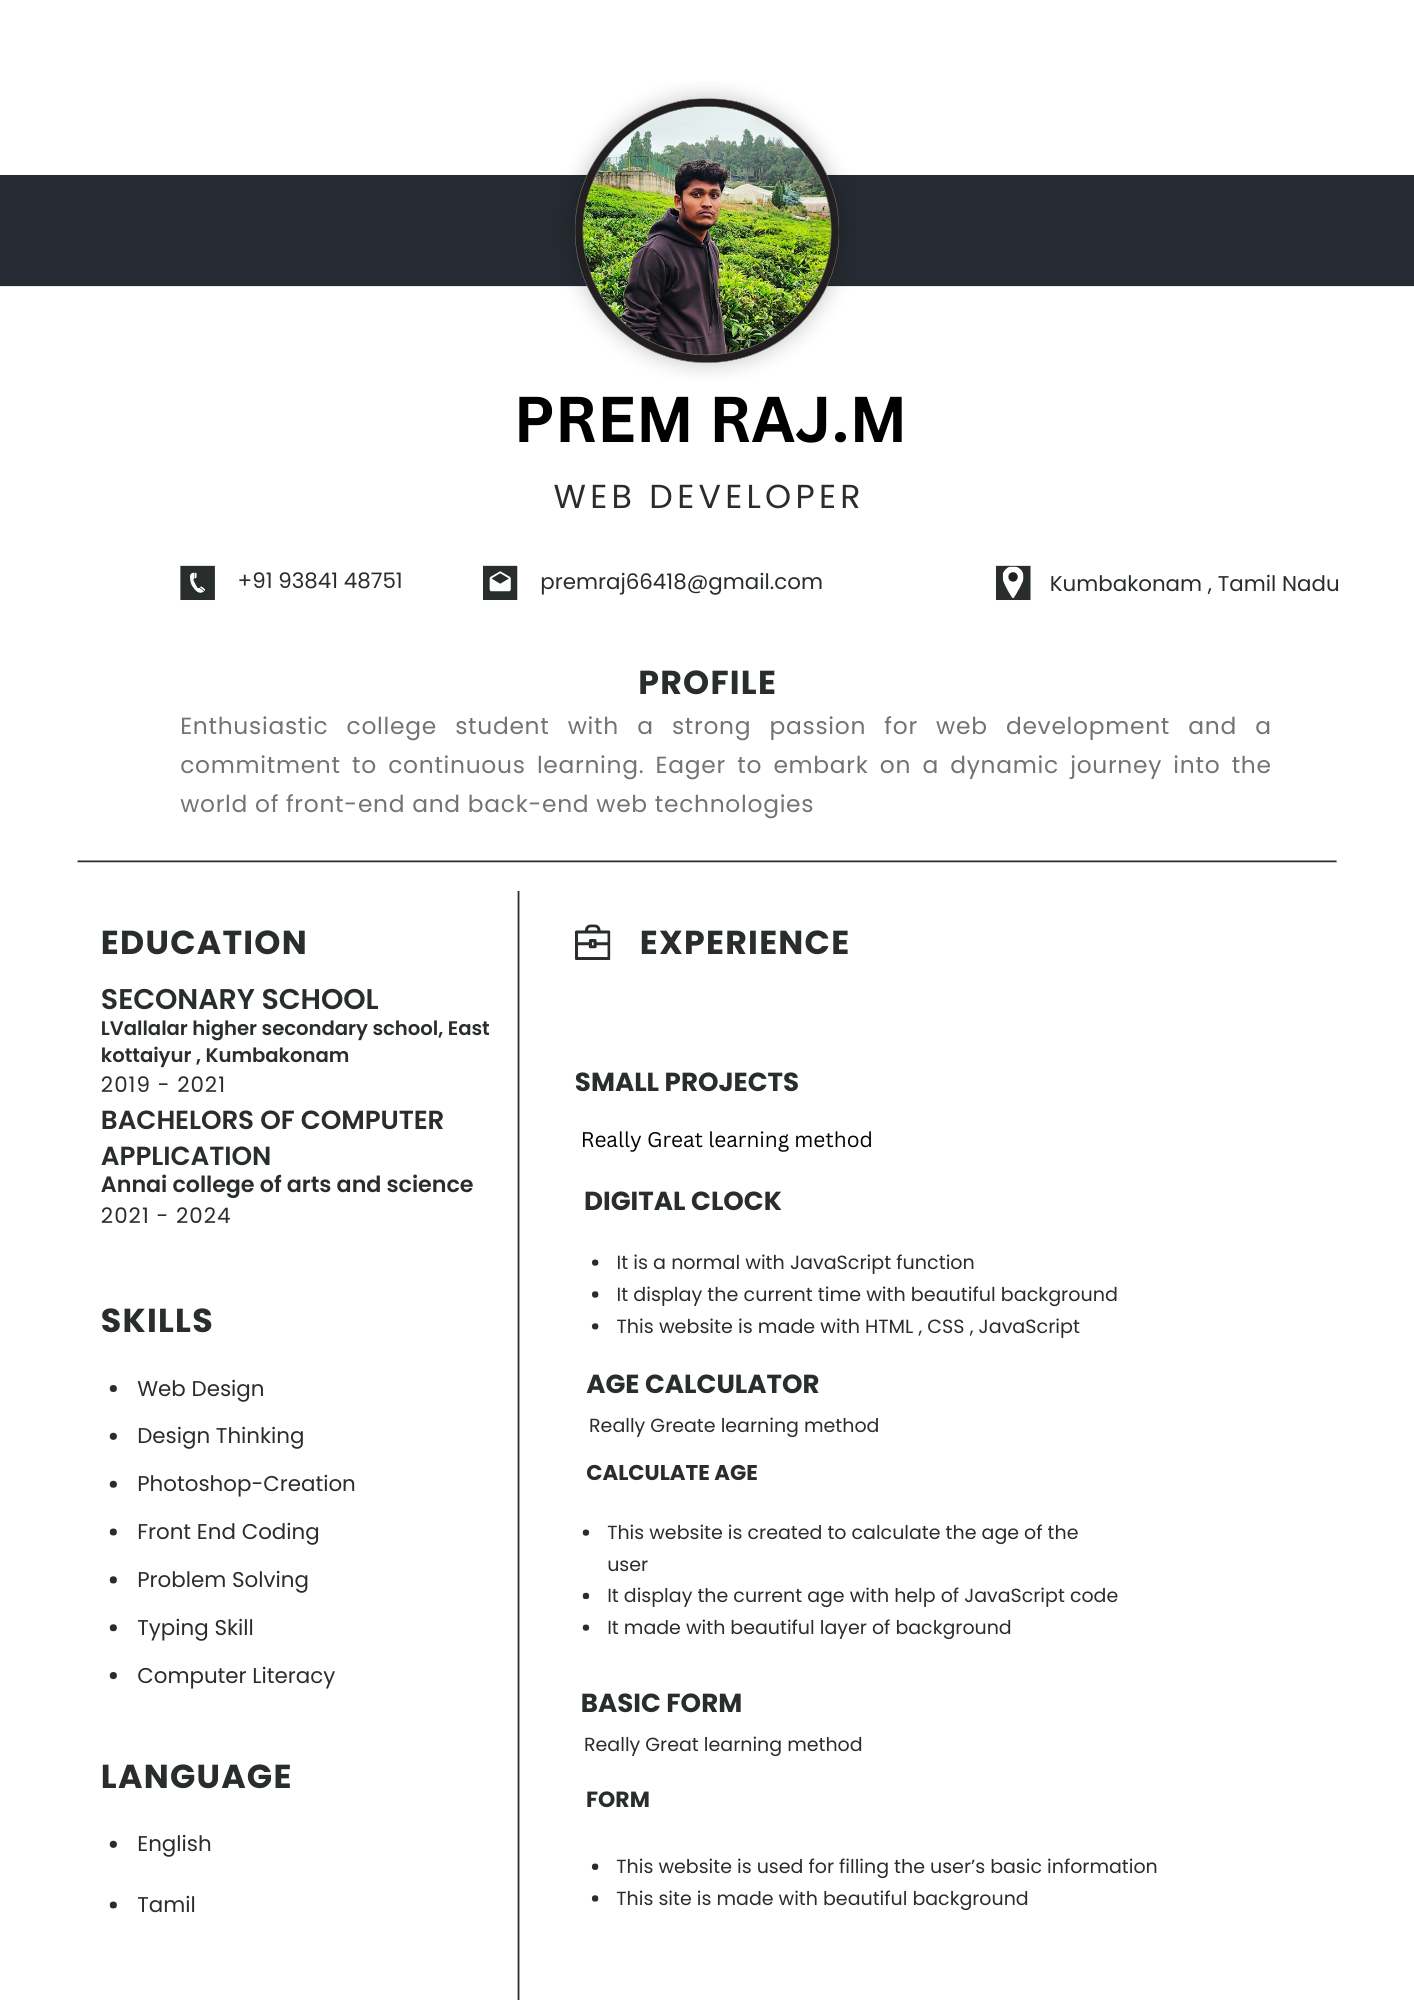 PREM RAJ.M
WEB DEVELOPER
+91 93841 48751
premraj66418@gmail.com
Kumbakonam , Tamil Nadu
PROFILE
Enthusiastic college student with a strong passion for web development and a
commitment to continuous learning. Eager to embark on a dynamic journey into the
world of front-end and back-end web technologies
EDUCATION
SECONARY SCHOOL
LVallalar higher secondary school, East
kottaiyur , Kumbakonam
2019 - 2021
BACHELORS OF COMPUTER
APPLICATION
Annai college of arts and science
2021 - 2024
SKILLS
• Web Design
• Design Thinking
• Photoshop-Creation
• Front End Coding
• Problem Solving
• Typing Skill
• Computer Literacy
LANGUAGE
• English
• Tamil
EXPERIENCE
SMALL PROJECTS
Really Great learning method
DIGITAL CLOCK
• It is a normal with JavaScript function
• It display the current time with beautiful background
• This website is made with HTML , CSS , JavaScript
AGE CALCULATOR
Really Greate learning method
CALCULATE AGE
• This website is created to calculate the age of the
user
• It display the current age with help of JavaScript code
• It made with beautiful layer of background
BASIC FORM
Really Great learning method
FORM
• This website is used for filling the user’s basic information
• This site is made with beautiful background